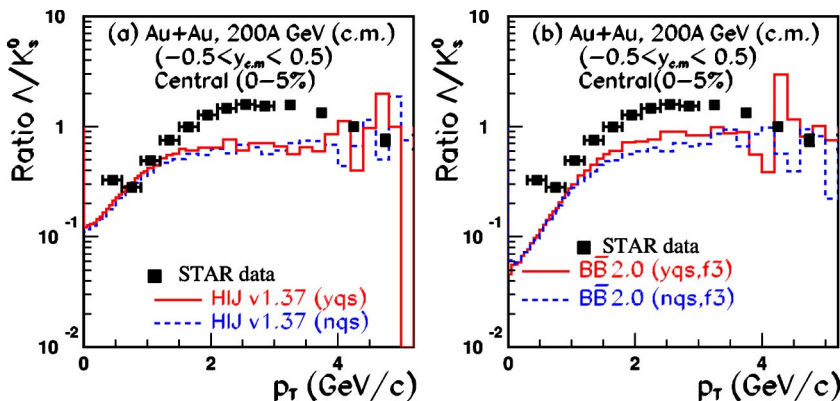 (a) Au+Au, 200A GeV (c.m.)
(−0.5<y_{c.m}< 0.5)
Central (0−5%)
Ratio Λ/K_s^0
10
1
10^{-1}
10^{-2}
STAR data
HIJ v1.37 (yqs)
HIJ v1.37 (nqs)
0
2
4
p_T (GeV/c)
(b) Au+Au, 200A GeV (c.m.)
(−0.5<y_{c.m}< 0.5)
Central(0−5%)
Ratio Λ/K_s^0
10
1
10^{-1}
10^{-2}
STAR data
BB̅ 2.0 (yqs,f3)
BB̅ 2.0 (nqs,f3)
0
2
4
p_T (GeV/c)